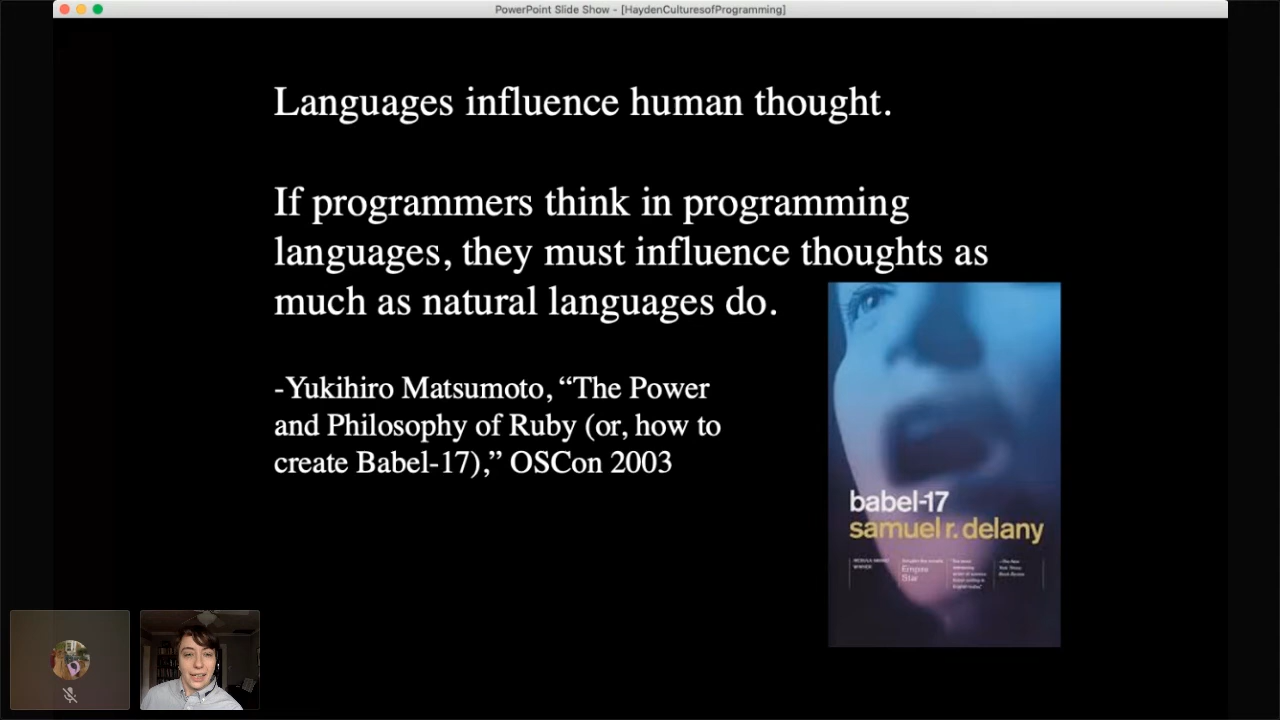 PowerPoint Slide Show - [HaydenCulturesofProgramming]
Languages influence human thought.
If programmers think in programming
languages, they must influence thoughts as
much as natural languages do.
-Yukihiro Matsumoto, “The Power
and Philosophy of Ruby (or, how to
create Babel-17),” OSCon 2003
babel-17
samuel r. delany
Empire
Star